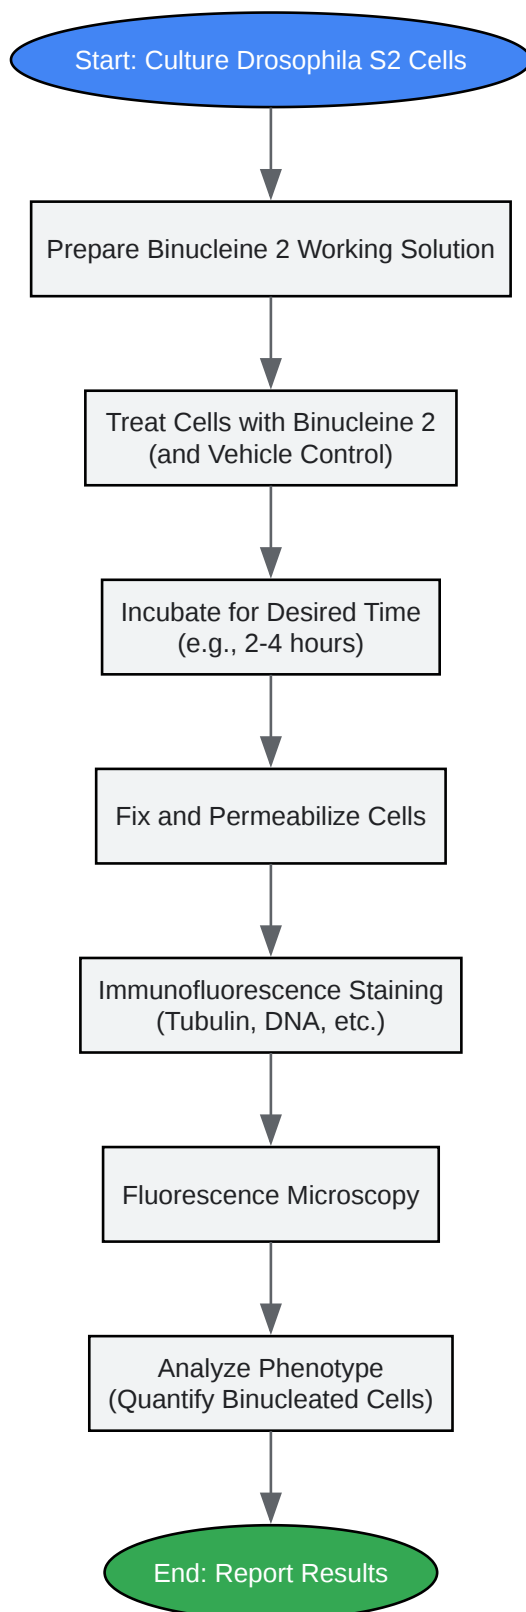 Start: Culture Drosophila S2 Cells
Prepare Binucleine 2 Working Solution
Treat Cells with Binucleine 2
(and Vehicle Control)
Incubate for Desired Time
(e.g., 2-4 hours)
Fix and Permeabilize Cells
Immunofluorescence Staining
(Tubulin, DNA, etc.)
Fluorescence Microscopy
Analyze Phenotype
(Quantify Binucleated Cells)
End: Report Results